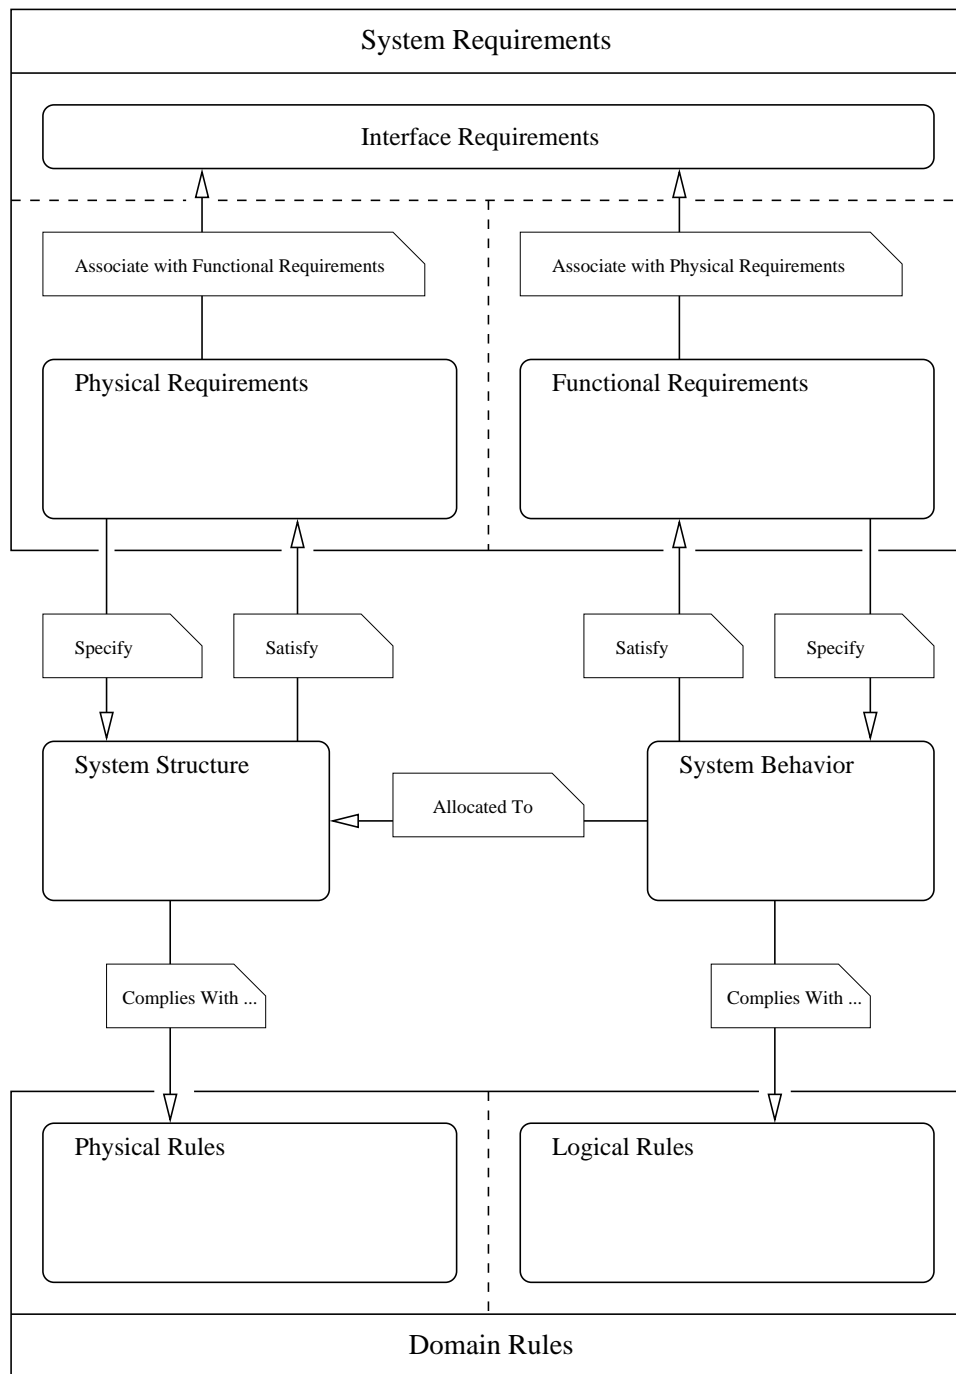 System Requirements
Interface Requirements
Associate with Functional Requirements
Associate with Physical Requirements
Physical Requirements
Functional Requirements
Specify
Satisfy
Satisfy
Specify
System Structure
System Behavior
Allocated To
Complies With ...
Complies With ...
Physical Rules
Logical Rules
Domain Rules